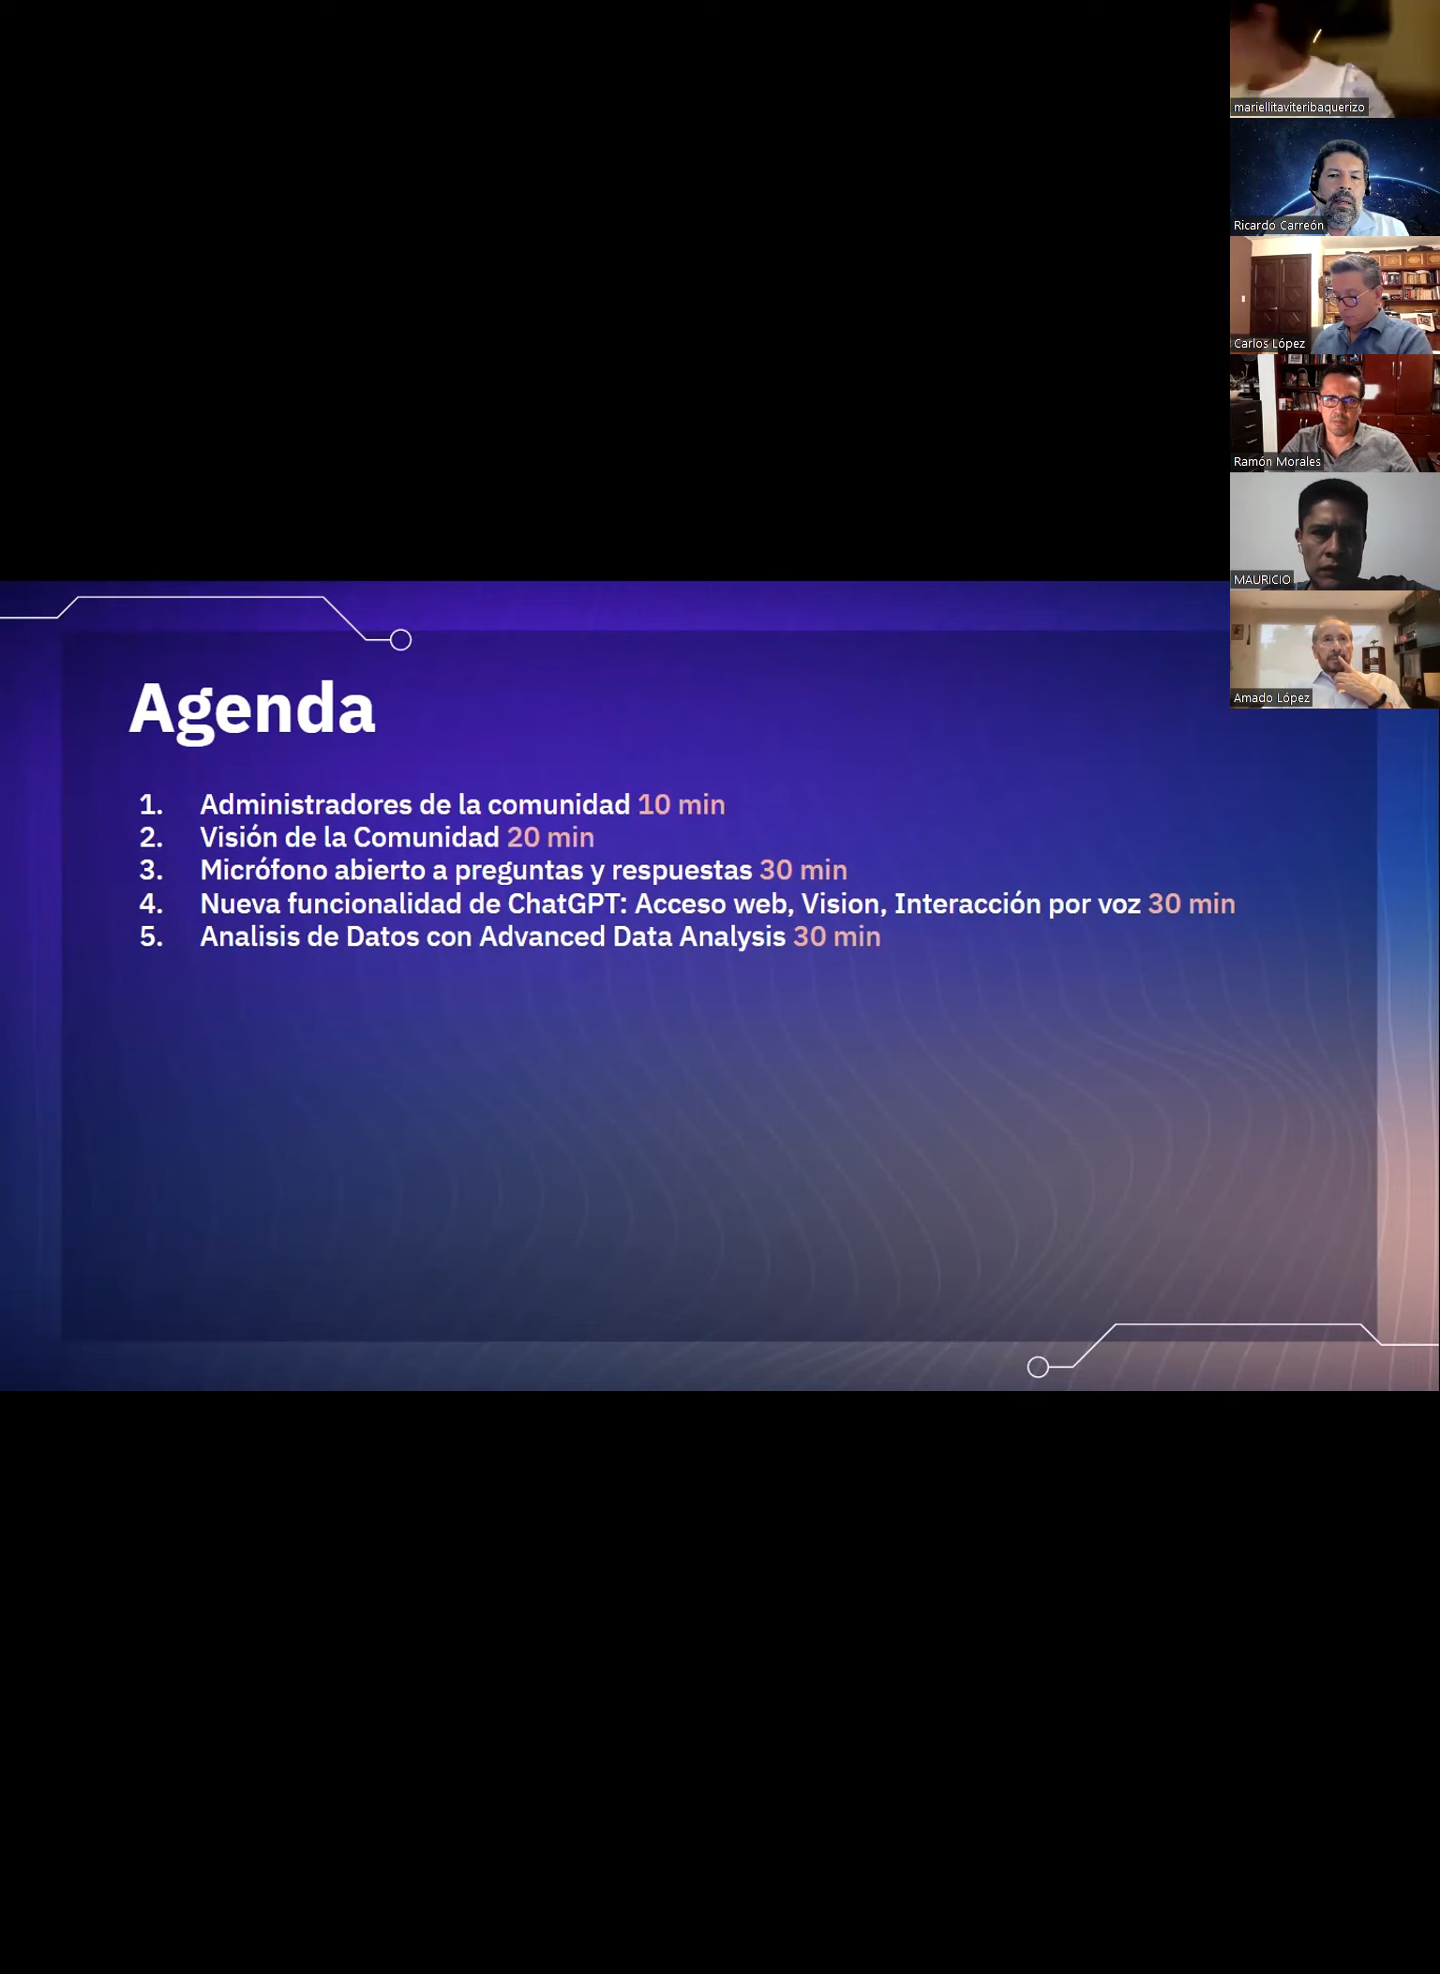 mariellitaviteribaquerizo
Ricardo Carreón
Carlos López
Ramón Morales
MAURICIO
Amado López
Agenda
1. Administradores de la comunidad 10 min
2. Visión de la Comunidad 20 min
3. Micrófono abierto a preguntas y respuestas 30 min
4. Nueva funcionalidad de ChatGPT: Acceso web, Vision, Interacción por voz 30 min
5. Analisis de Datos con Advanced Data Analysis 30 min